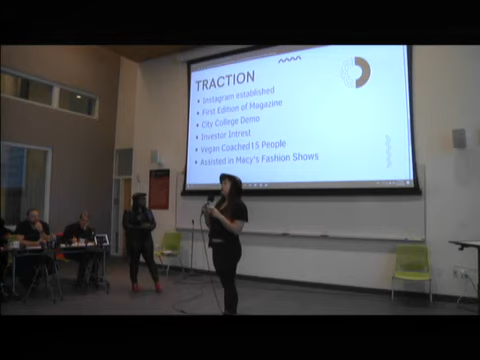 TRACTION
• Instagram established
• First Edition of Magazine
• City College Demo
• Investor Intrest
• Vegan Coached 15 People
• Assisted in Macy's Fashion Shows